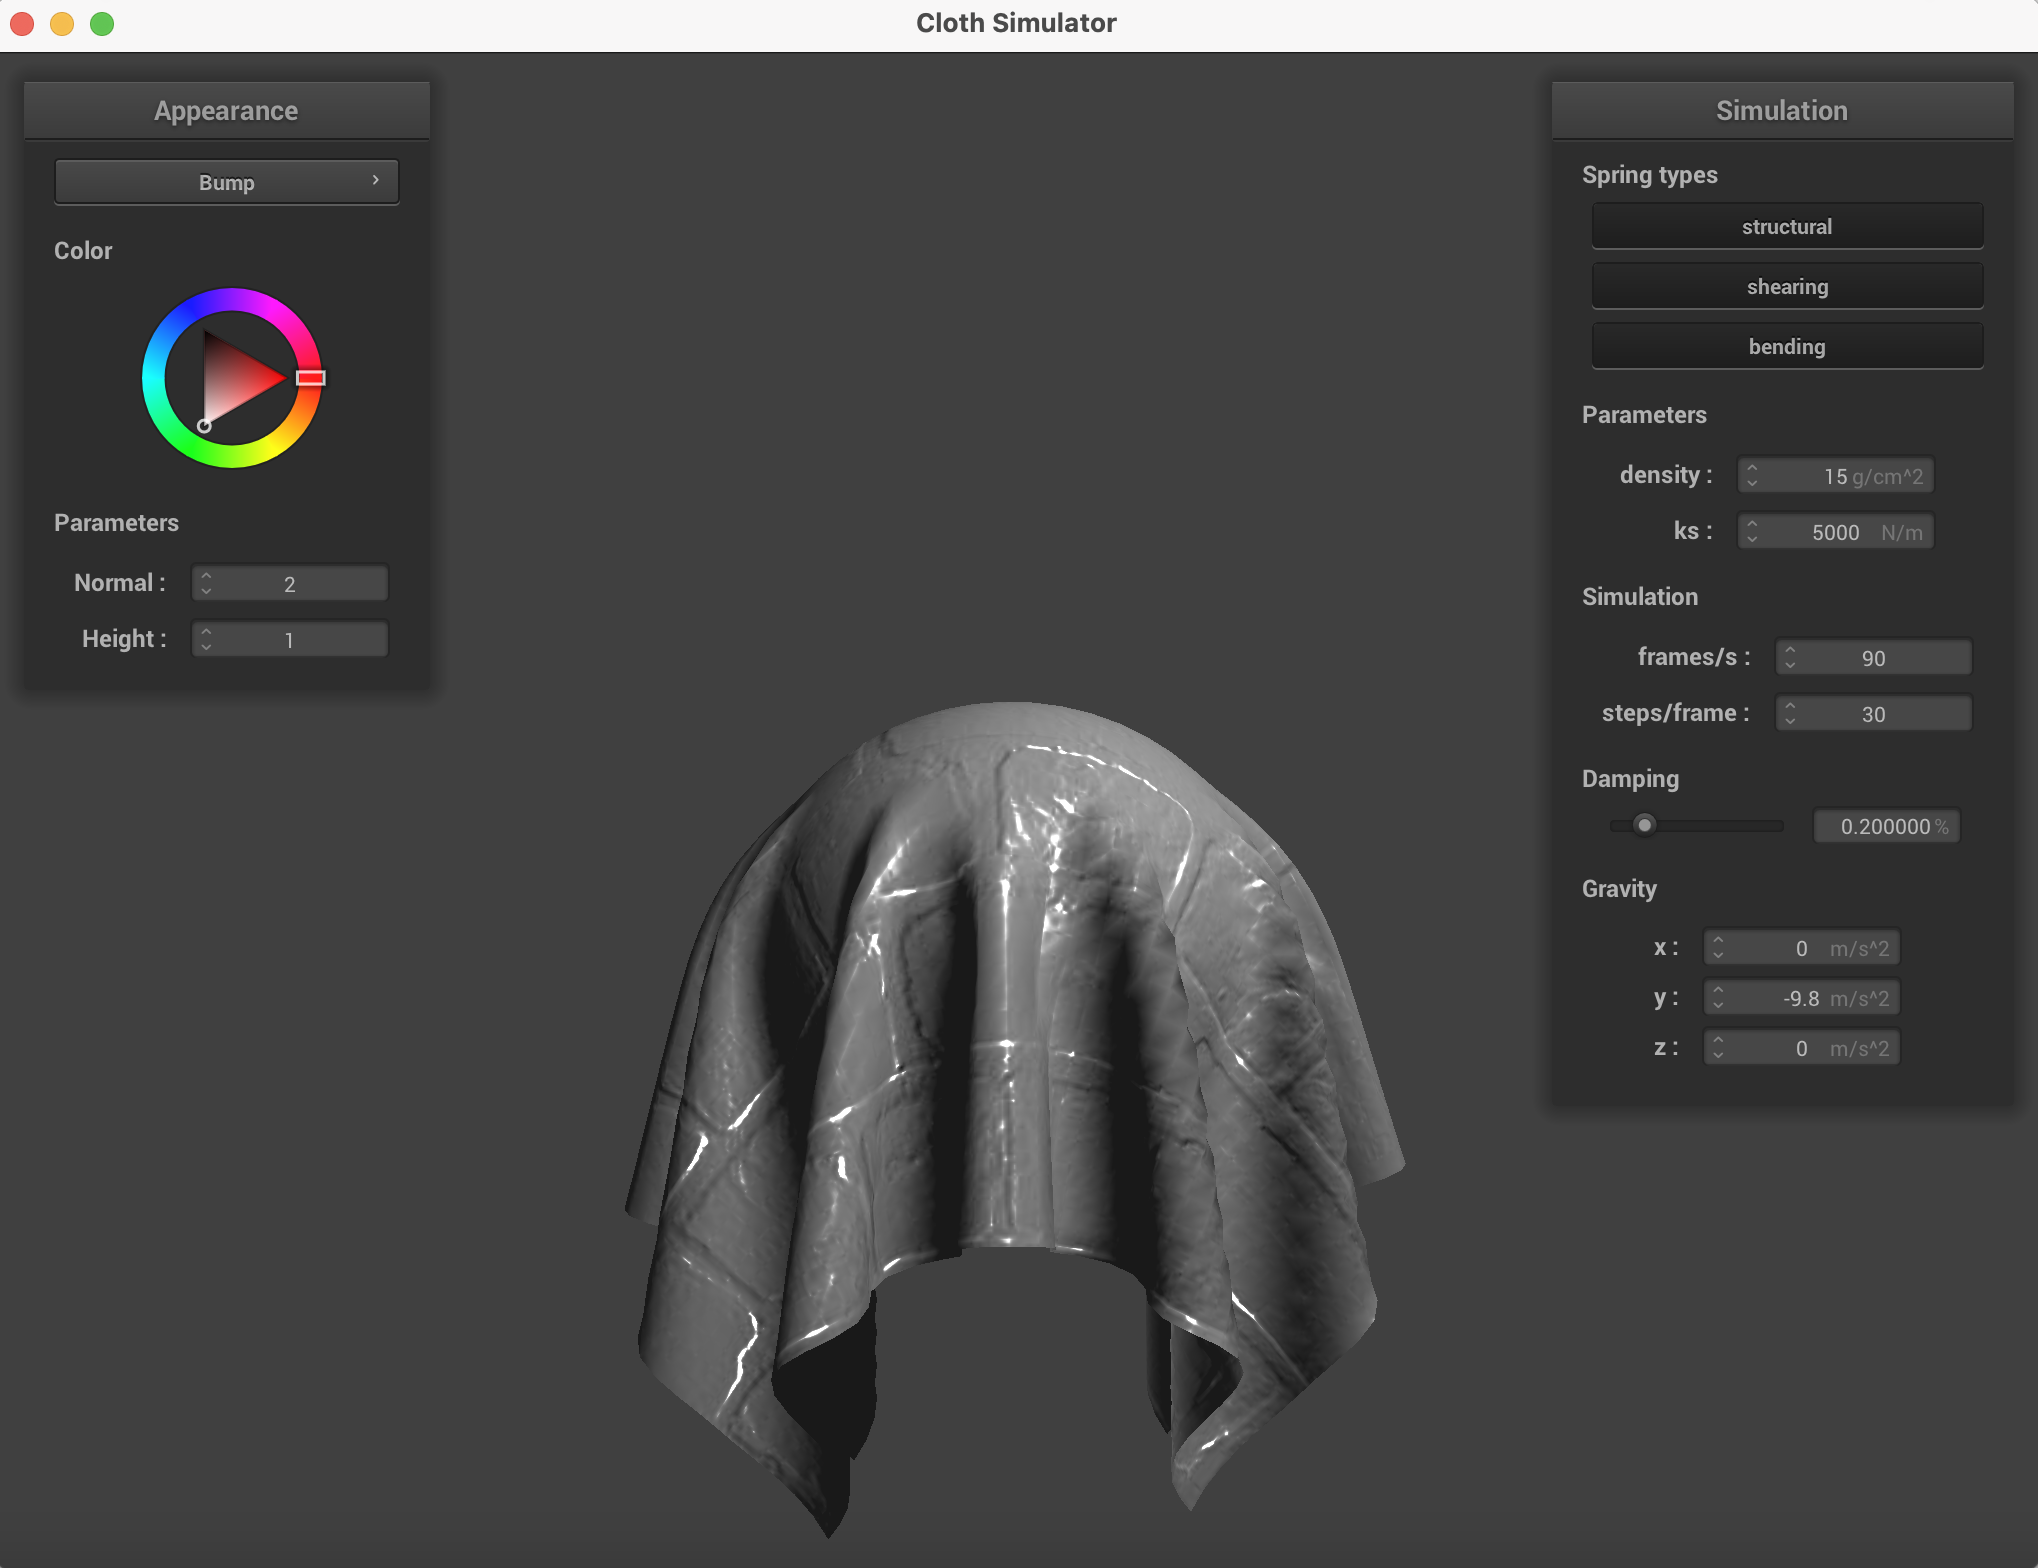 Cloth Simulator
Appearance
Bump
Color
Parameters
Normal : 2
Height : 1
Simulation
Spring types
structural
shearing
bending
Parameters
density : 15 g/cm^2
ks : 5000 N/m
Simulation
frames/s : 90
steps/frame : 30
Damping
0.200000 %
Gravity
x : 0 m/s^2
y : -9.8 m/s^2
z : 0 m/s^2